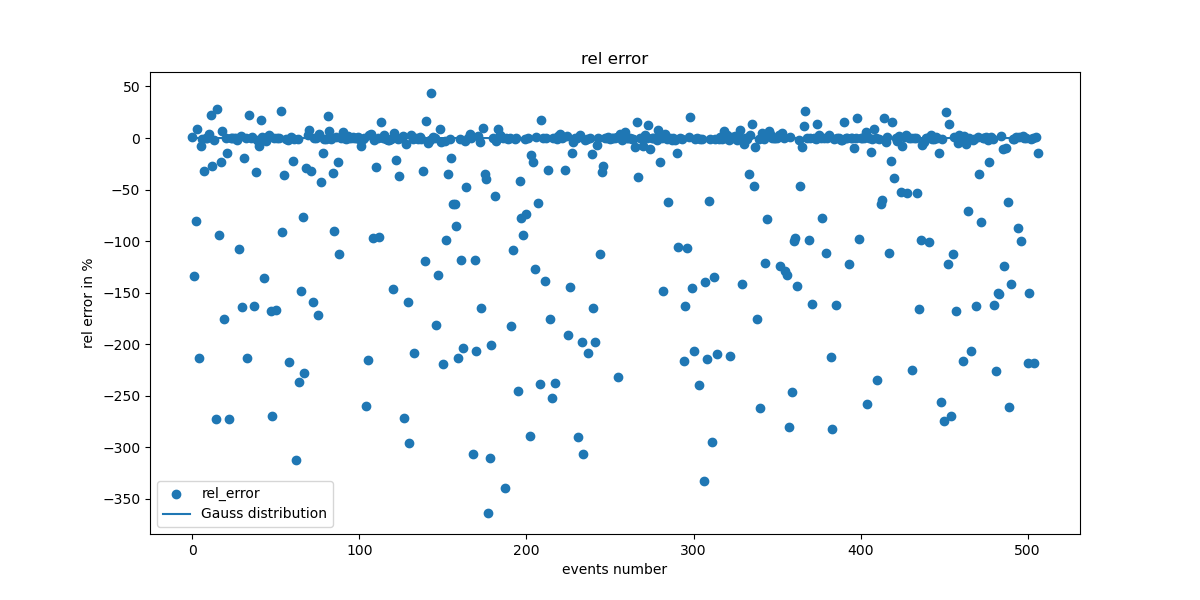 rel error
50
0
−50
−100
−150
−200
−250
−300
−350
rel error in %
rel_error
Gauss distribution
0 100 200 300 400 500
events number